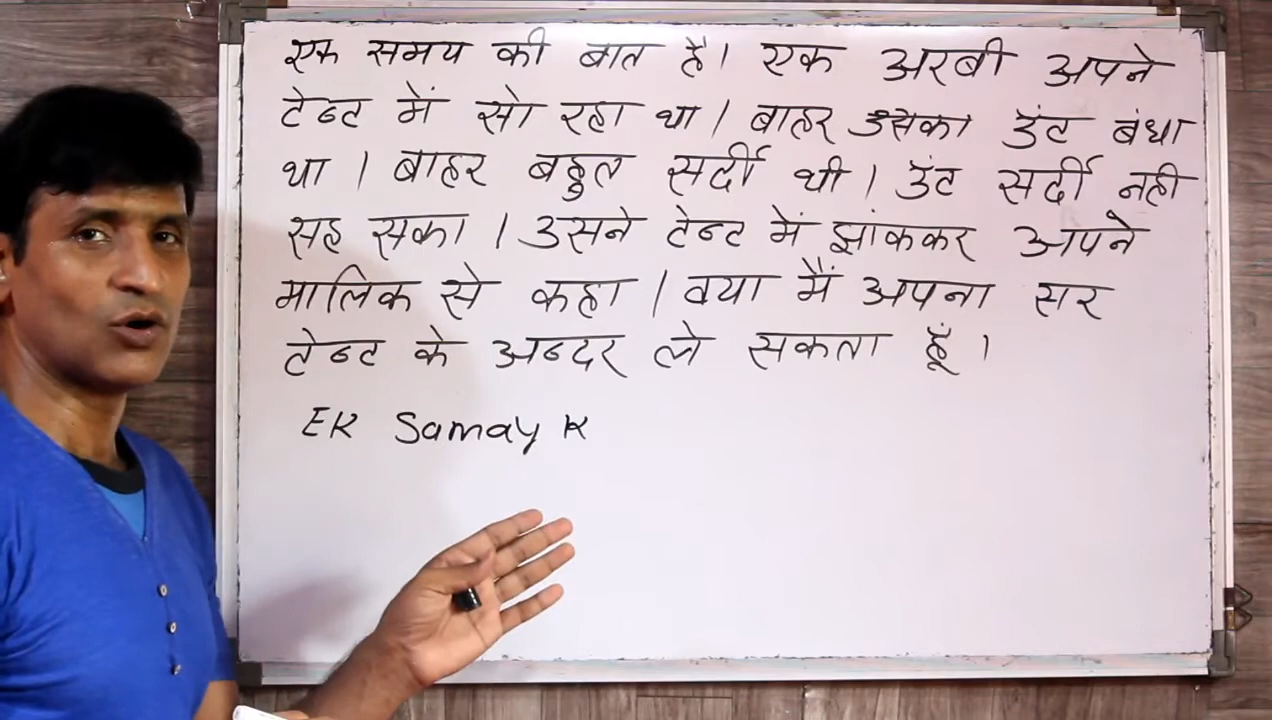 एक समय की बात है। एक अरबी अपने
टेन्ट में सो रहा था। बाहर उसका उंट बंधा
था। बाहर बहुत सर्दी थी। उंट सर्दी नही
सह सका। उसने टेन्ट में झांककर अपने
मालिक से कहा। क्या मैं अपना सर
टेन्ट के अन्दर ले सकता हूँ।
EK Samay K